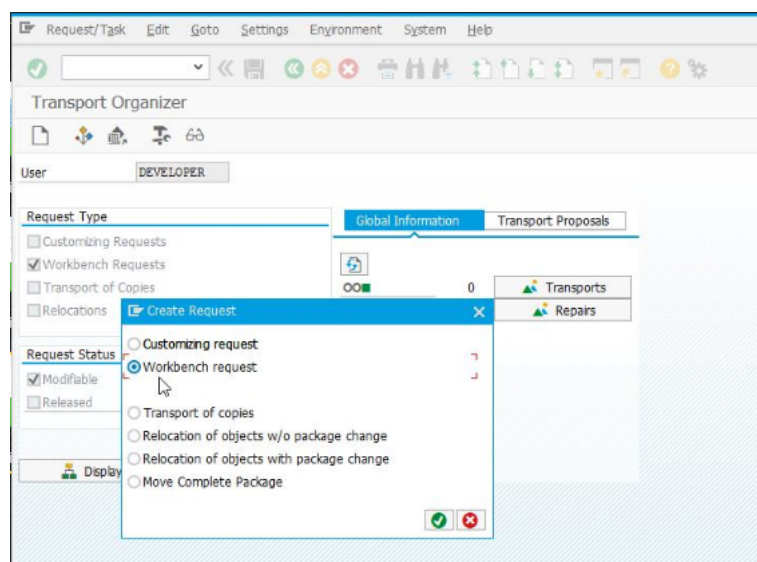 Request/Task Edit Goto Settings Environment System Help
Transport Organizer
User DEVELOPER
Request Type
Global Information Transport Proposals
Customizing Requests
Workbench Requests
Transport of Copies
0 Transports
Relocations
Repairs
Create Request
Customizing request
Workbench request
Request Status
Modifiable
Released
Transport of copies
Relocation of objects w/o package change
Relocation of objects with package change
Move Complete Package
Display